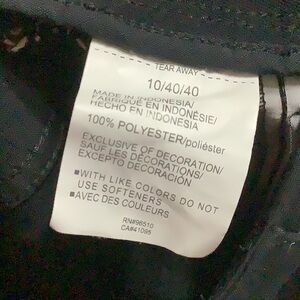 TEAR AWAY
10/40/40
MADE IN INDONESIA/
FABRIQUÉ EN INDONÉSIE/
HECHO EN INDONESIA
100% POLYESTER/poliéster
EXCLUSIVE OF DECORATION/
SAUF LES DÉCORATIONS/
EXCEPTO DECORACIÓN
▪WITH LIKE COLORS DO NOT
USE SOFTENERS
▪AVEC DES COULEURS
RN#96510
CA#41095